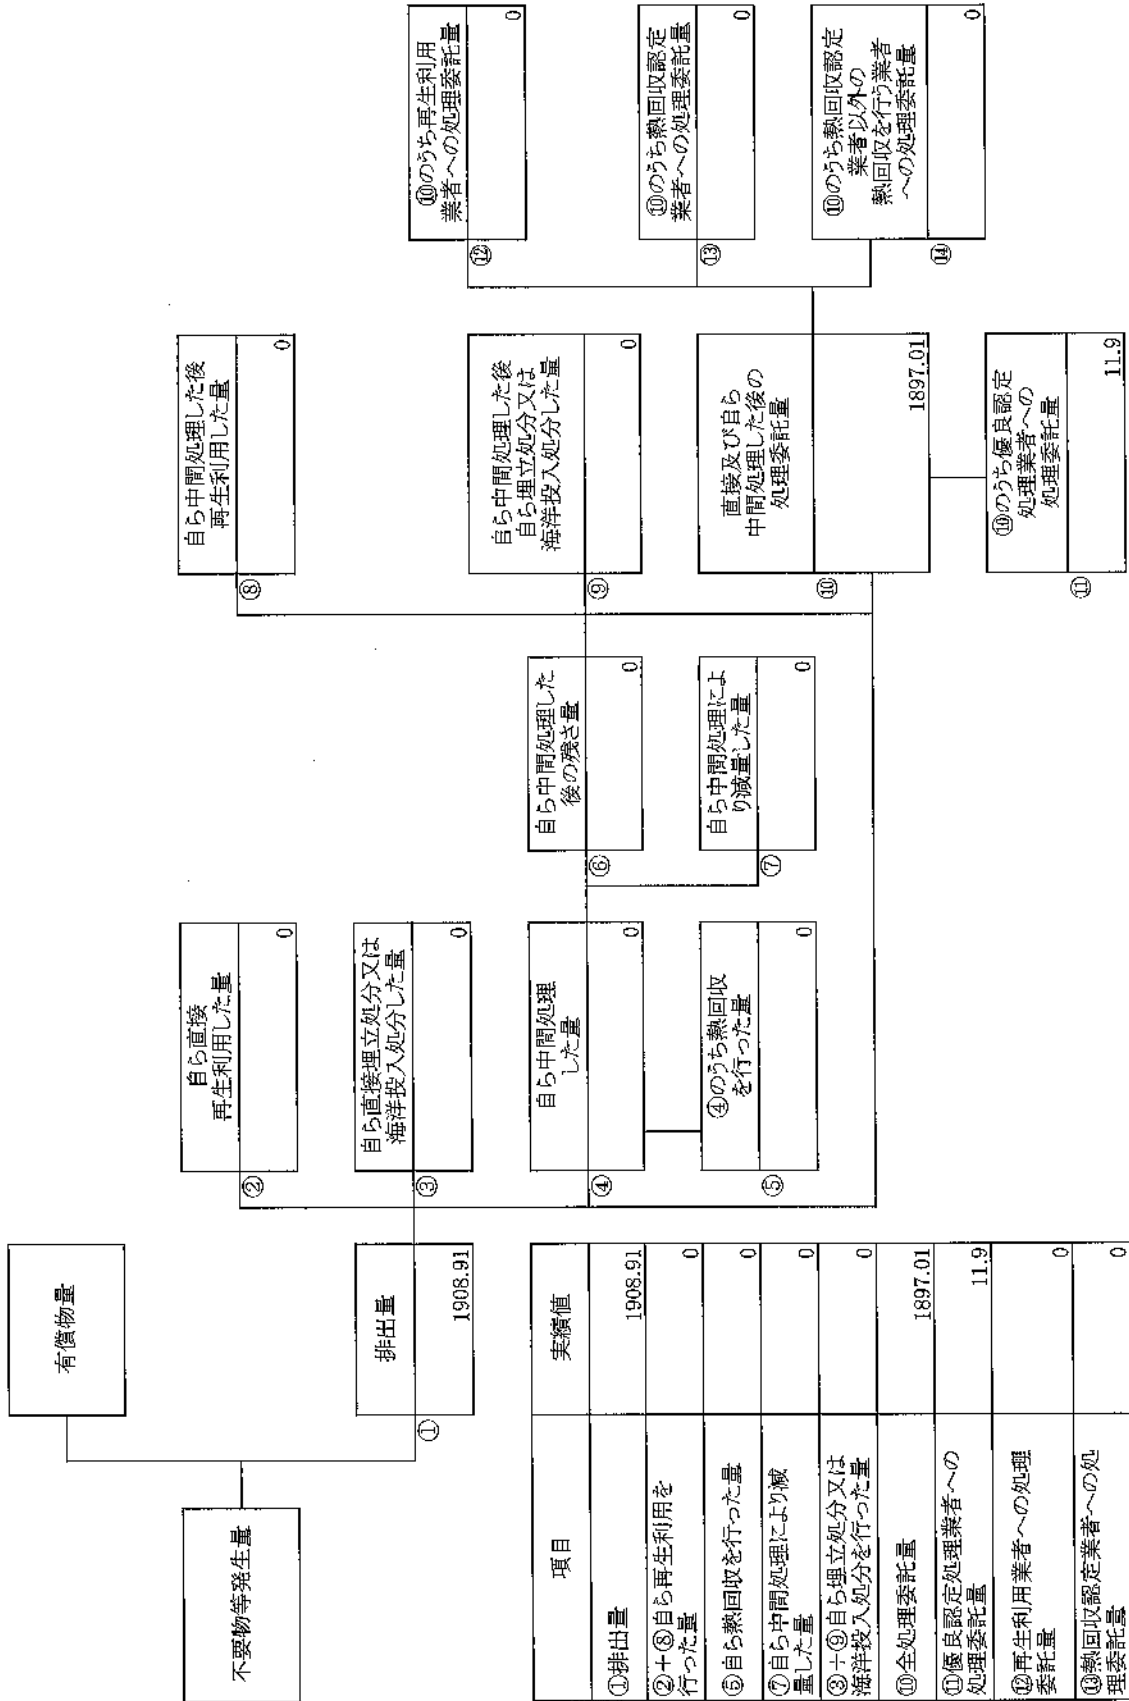 不要物等発生量
有償物量
①
排出量
1908.91
②
自ら直接
再生利用した量
0
③
自ら直接埋立処分又は
海洋投入処分した量
0
④
自ら中間処理
した量
0
⑤
④のうち熱回収
を行った量
0
⑥
自ら中間処理した
後の残さ量
0
⑦
自ら中間処理によ
り減量した量
0
⑧
自ら中間処理した後
再生利用した量
0
⑨
自ら中間処理した後
自ら埋立処分又は
海洋投入処分した量
0
⑩
直接及び自ら
中間処理した後の
処理委託量
1897.01
⑪
⑩のうち優良認定
処理業者への
処理委託量
11.9
⑫
⑩のうち再生利用
業者への処理委託量
0
⑬
⑩のうち熱回収認定
業者への処理委託量
0
⑭
⑩のうち熱回収認定
業者以外の
熱回収を行う業者
への処理委託量
0
項目 実績値
①排出量 1908.91
②+⑧自ら再生利用を
行った量 0
⑥自ら熱回収を行った量 0
⑦自ら中間処理により減
量した量 0
③+⑨自ら埋立処分又は
海洋投入処分を行った量 0
⑩全処理委託量 1897.01
⑪優良認定処理業者への
処理委託量 11.9
⑫再生利用業者への処理
委託量 0
⑬熱回収認定業者への処
理委託量 0